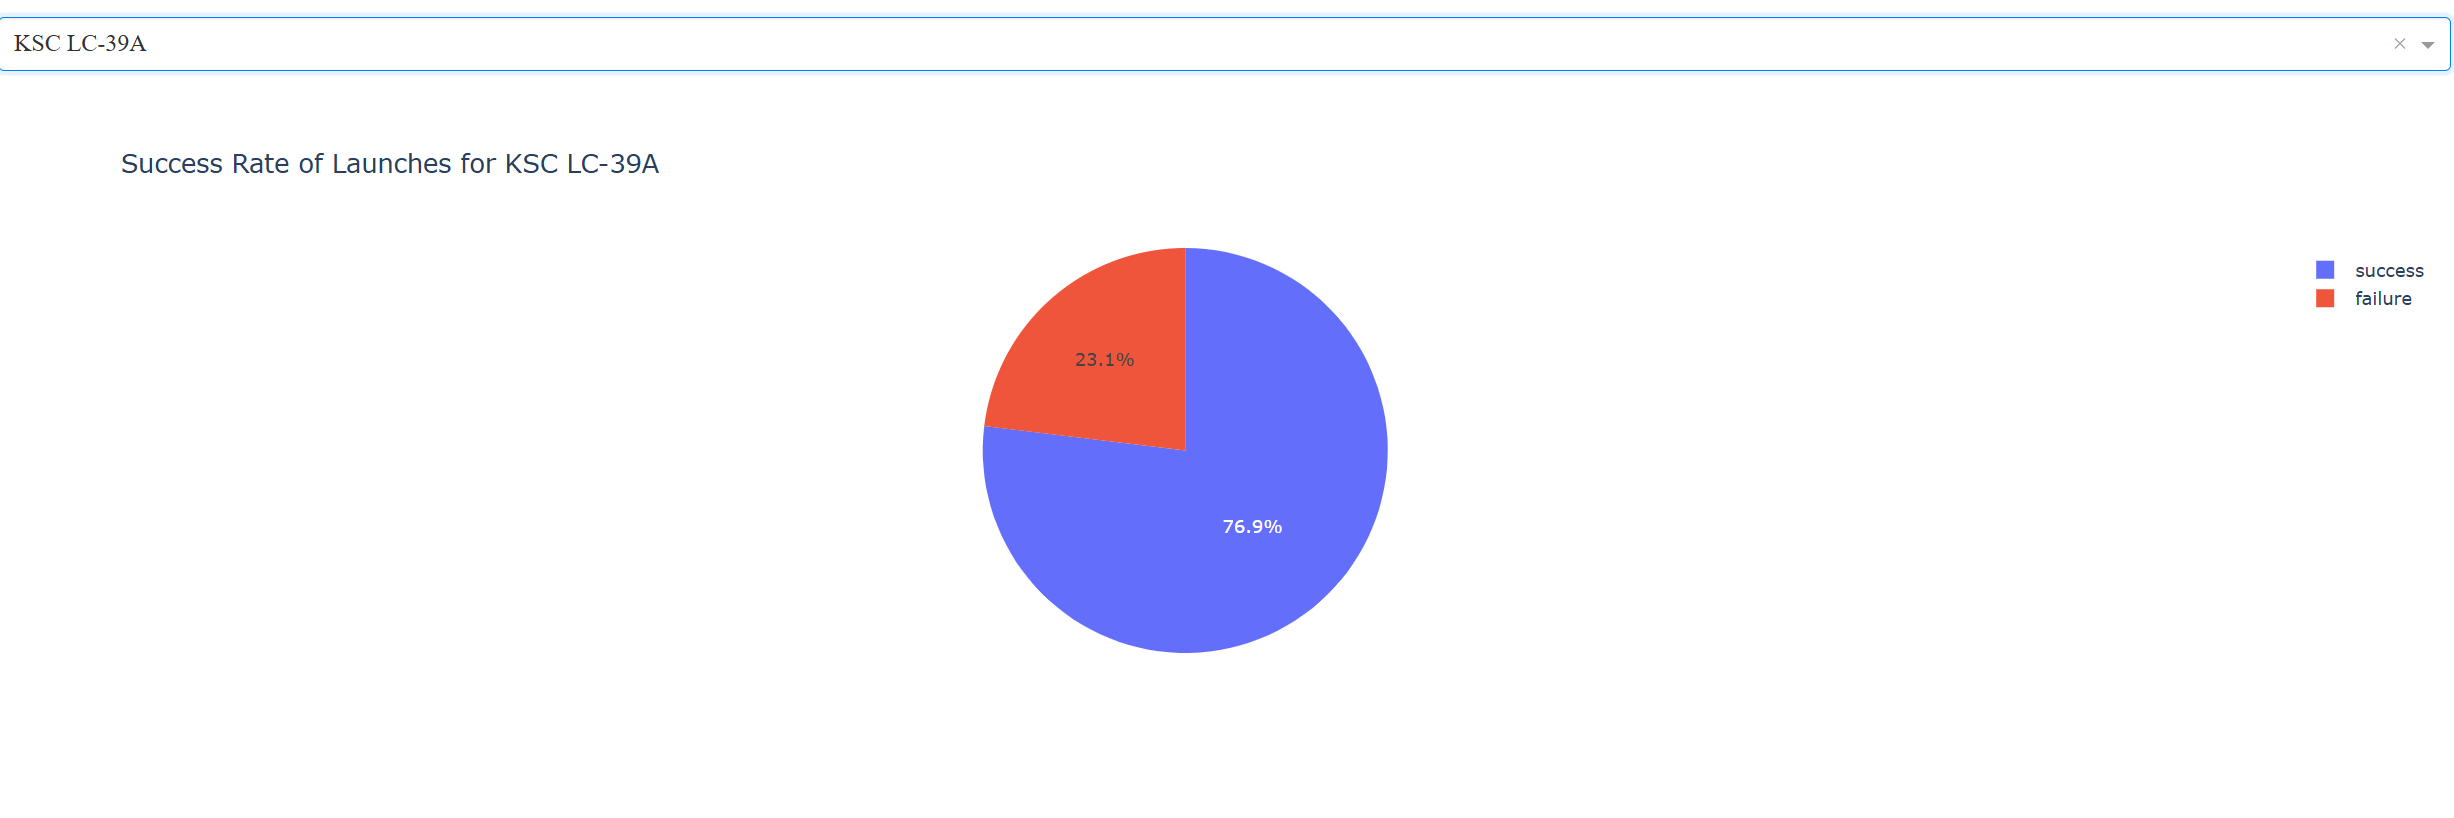 KSC LC-39A
Success Rate of Launches for KSC LC-39A
success
failure
23.1%
76.9%